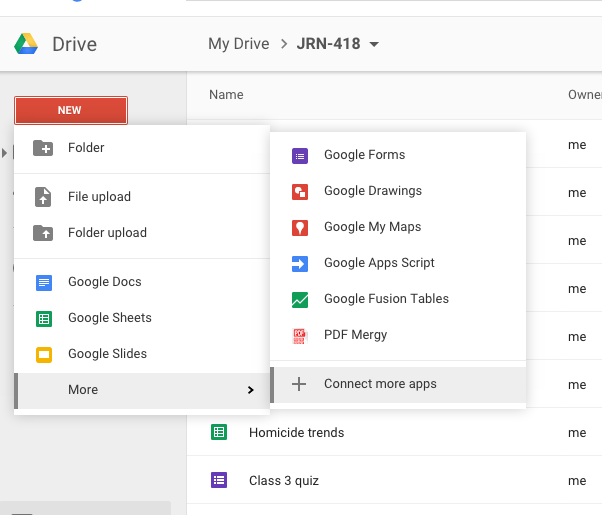 Drive
My Drive > JRN-418
Name
Owne
NEW
Folder
File upload
Folder upload
Google Docs
Google Sheets
Google Slides
More
Google Forms
Google Drawings
Google My Maps
Google Apps Script
Google Fusion Tables
PDF Mergy
Connect more apps
me
me
me
me
me
me
Homicide trends
me
Class 3 quiz
me